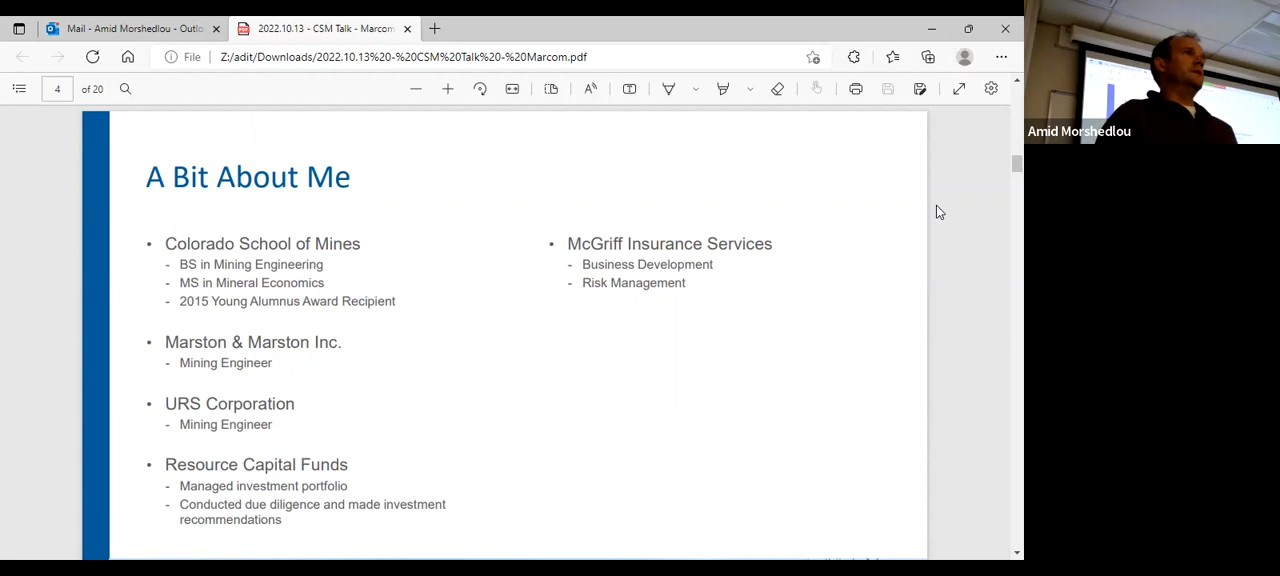 Mail - Amid Morshedlou - Outlo
2022.10.13 - CSM Talk - Marcom
File
Z:/adit/Downloads/2022.10.13%20-%20CSM%20Talk%20-%20Marcom.pdf
4 of 20
A Bit About Me
• Colorado School of Mines
- BS in Mining Engineering
- MS in Mineral Economics
- 2015 Young Alumnus Award Recipient
• Marston & Marston Inc.
- Mining Engineer
• URS Corporation
- Mining Engineer
• Resource Capital Funds
- Managed investment portfolio
- Conducted due diligence and made investment
recommendations
• McGriff Insurance Services
- Business Development
- Risk Management
Amid Morshedlou